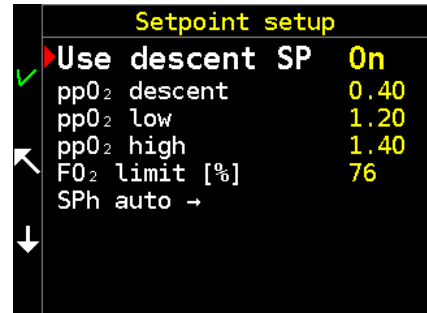 Setpoint setup
Use descent SP On
ppO₂ descent 0.40
ppO₂ low 1.20
ppO₂ high 1.40
FO₂ limit [%] 76
SPh auto →